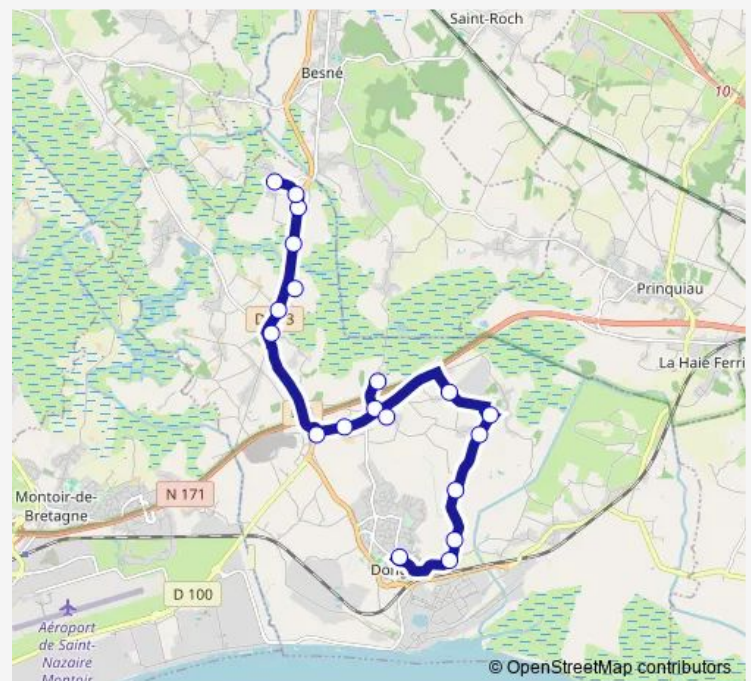 Saint-Roch
Besné
10
Prinquiau
La Haie Ferri
N 171
Montoir-de-
Bretagne
D 100
Aéroport
de Saint-
Nazaire
Montoir
© OpenStreetMap contributors